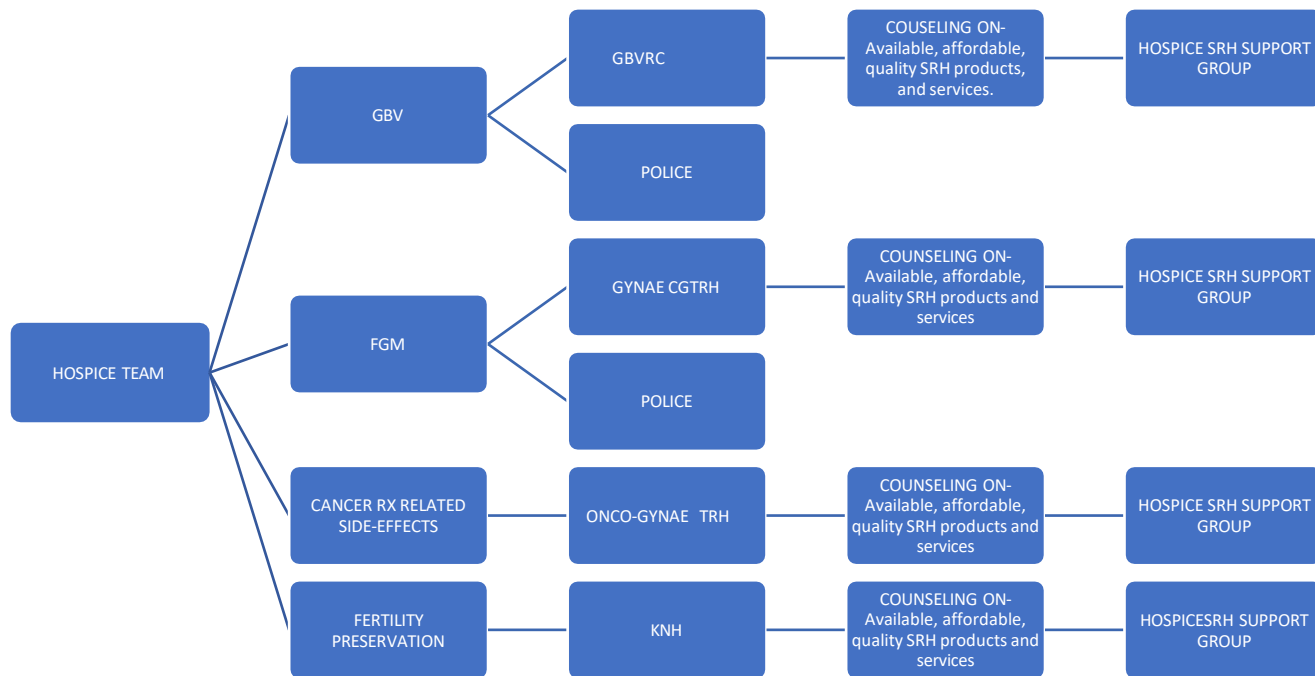 HOSPICE TEAM
GBV
GBVRC
COUSELING ON-
Available, affordable,
quality SRH products,
and services.
HOSPICE SRH SUPPORT
GROUP
POLICE
FGM
GYNAE CGTRH
COUNSELING ON-
Available, affordable,
quality SRH products and
services
HOSPICE SRH SUPPORT
GROUP
POLICE
CANCER RX RELATED
SIDE-EFFECTS
ONCO-GYNAE TRH
COUNSELING ON-
Available, affordable,
quality SRH products and
services
HOSPICE SRH SUPPORT
GROUP
FERTILITY
PRESERVATION
KNH
COUNSELING ON-
Available, affordable,
quality SRH products and
services
HOSPICESRH SUPPORT
GROUP